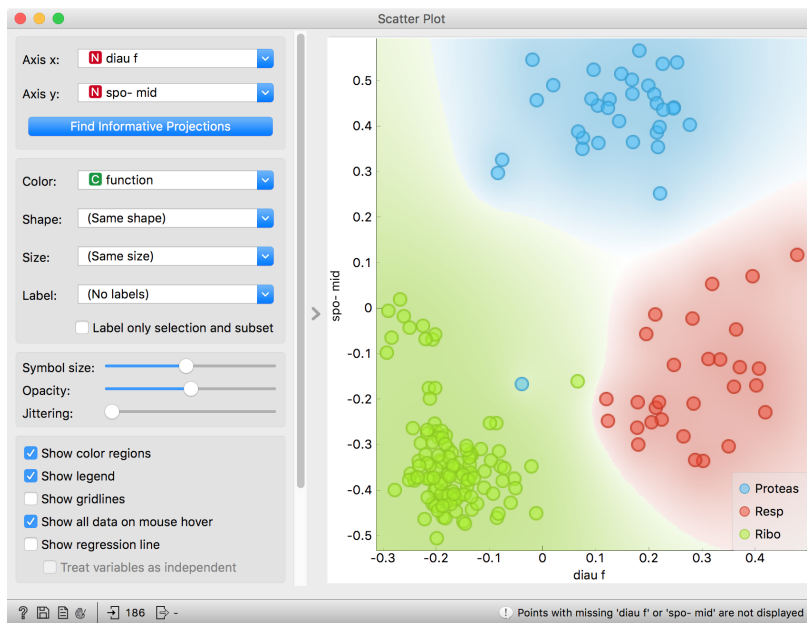 Scatter Plot
Axis x: N diau f
Axis y: N spo- mid
Find Informative Projections
Color: C function
Shape: (Same shape)
Size: (Same size)
Label: (No labels)
Label only selection and subset
Symbol size:
Opacity:
Jittering:
Show color regions
Show legend
Show gridlines
Show all data on mouse hover
Show regression line
Treat variables as independent
? 186 -
spo- mid
0.5
0.4
0.3
0.2
0.1
0
-0.1
-0.2
-0.3
-0.4
-0.5
-0.3 -0.2 -0.1 0 0.1 0.2 0.3 0.4
diau f
Proteas
Resp
Ribo
! Points with missing 'diau f' or 'spo- mid' are not displayed